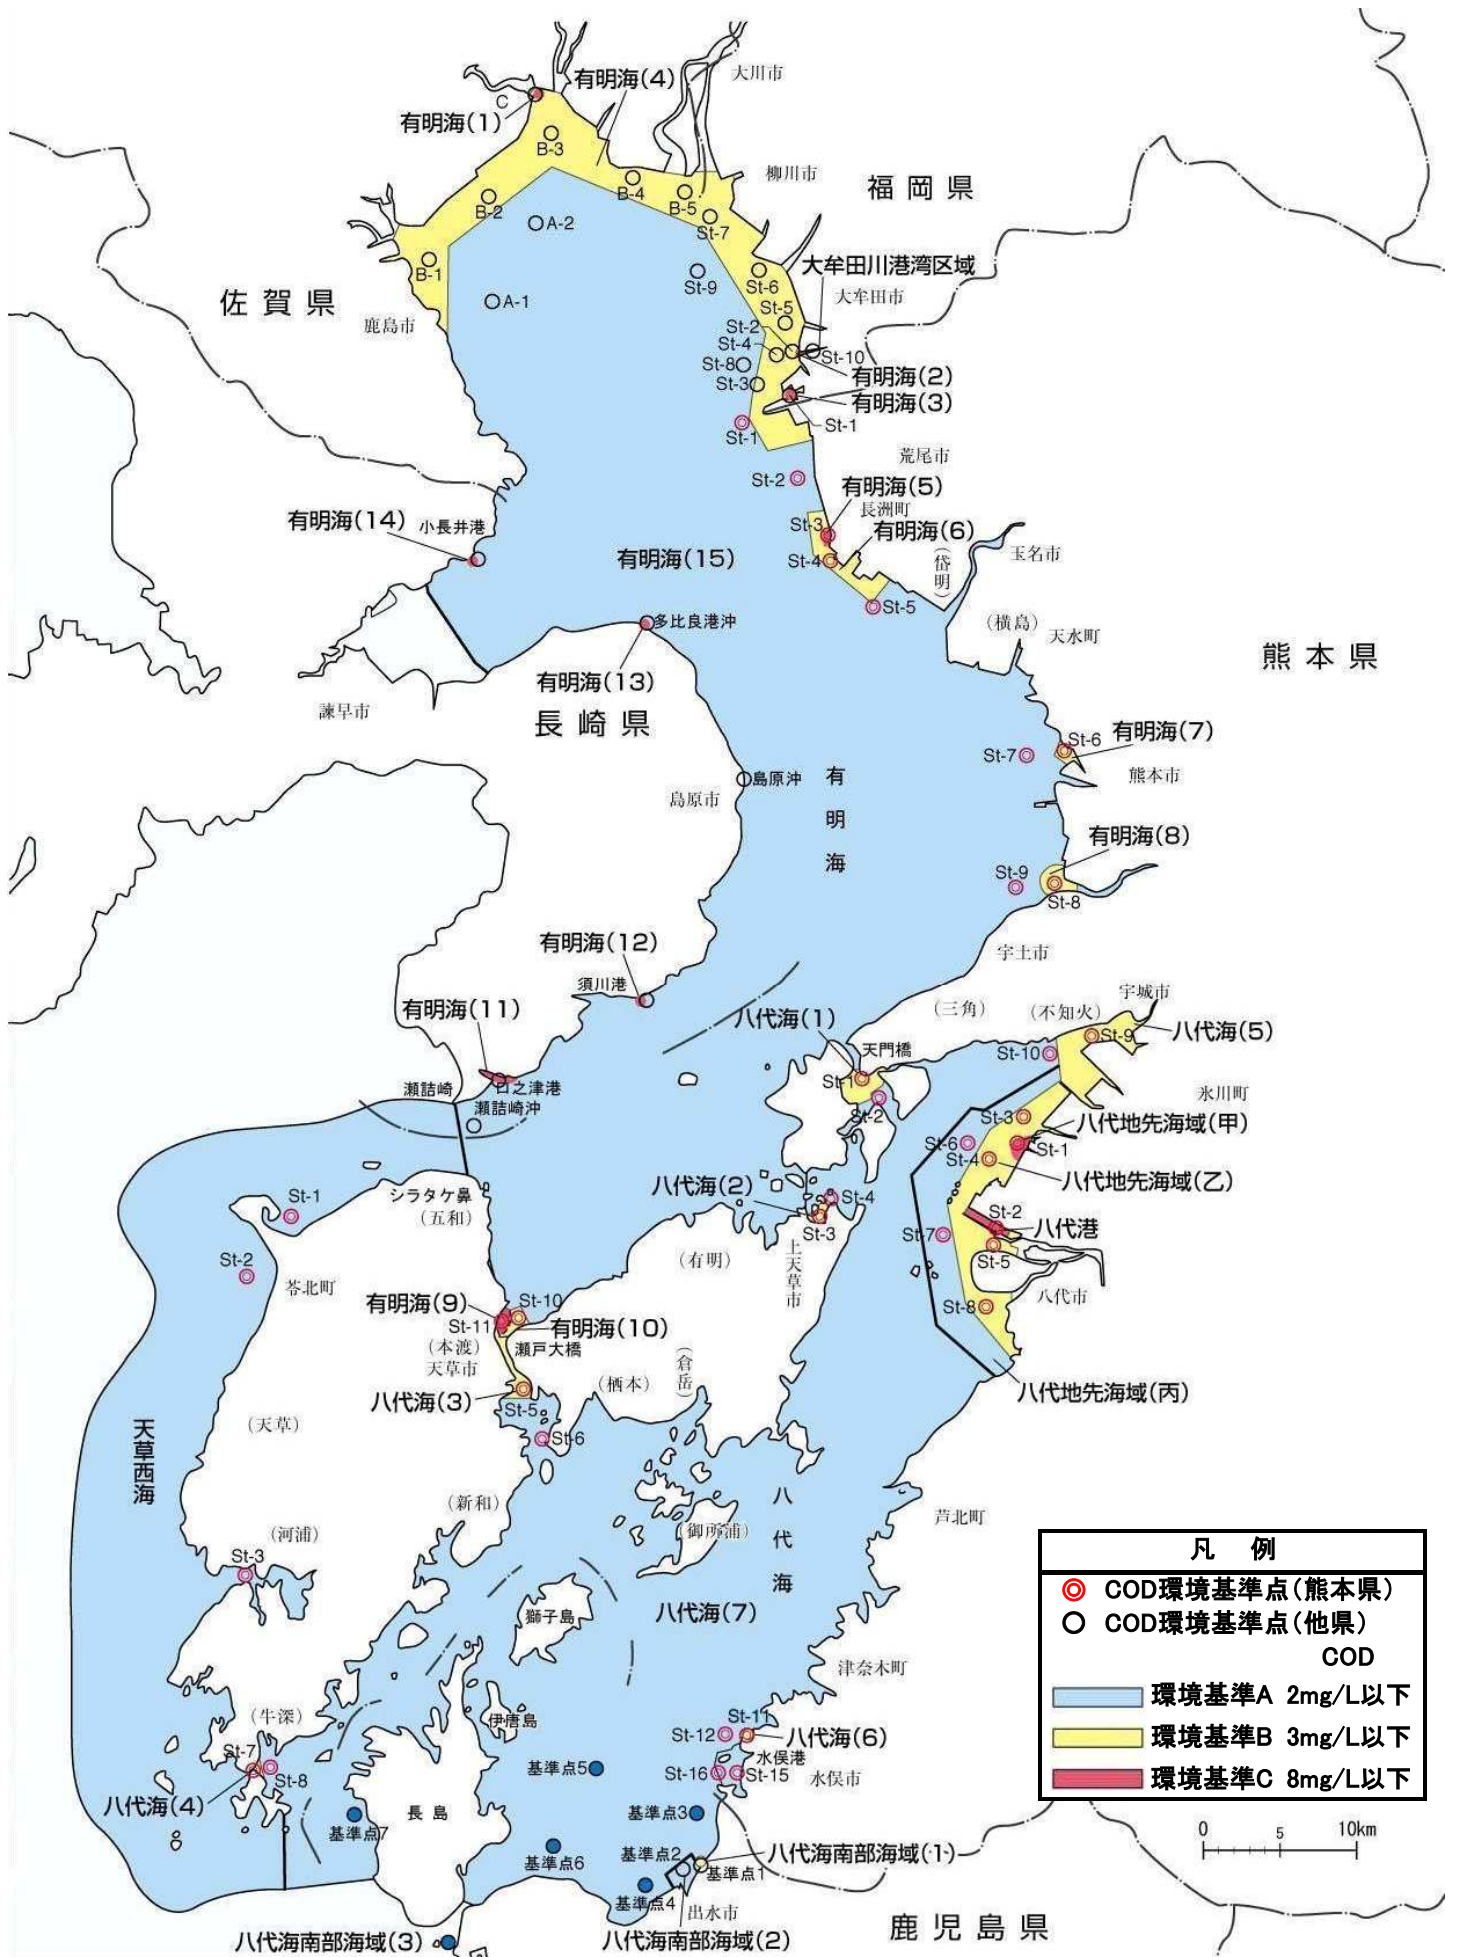 大川市
有明海(4)
C
有明海(1)
B-3
柳川市
福岡県
B-4
B-5
B-2
A-2
St-7
B-1
大牟田川港湾区域
St-9
St-6
大牟田市
佐賀県
A-1
鹿島市
St-5
St-2
St-4
St-10
St-8
有明海(2)
St-3
有明海(3)
St-1
St-1
荒尾市
St-2
有明海(5)
長洲町
有明海(14)
小長井港
St-3
有明海(6)
有明海(15)
St-4
(岱明)
玉名市
St-5
多比良港沖
(横島)
天水町
熊本県
有明海(13)
諫早市
長崎県
St-6
有明海(7)
St-7
島原沖
有明海
熊本市
島原市
有明海(8)
St-9
St-8
有明海(12)
宇土市
須川港
宇城市
有明海(11)
(三角)
(不知火)
八代海(1)
八代海(5)
天門橋
St-9
St-10
St-1
口之津港
瀬詰崎
氷川町
瀬詰崎沖
St-2
St-3
八代地先海域(甲)
St-6
St-1
St-4
八代地先海域(乙)
シラタケ鼻
八代海(2)
St-4
St-1
(五和)
St-3
St-2
八代港
St-7
St-2
(有明)
上天草市
St-5
苓北町
有明海(9)
St-10
八代市
St-8
St-11
有明海(10)
(本渡)
瀬戸大橋
天草市
(倉岳)
(栖本)
八代地先海域(丙)
八代海(3)
St-5
(天草)
St-6
天草西海
八代海
(新和)
芦北町
(河浦)
(御所浦)
St-3
凡 例
COD環境基準点(熊本県)
COD環境基準点(他県)
COD
環境基準A 2mg/L以下
環境基準B 3mg/L以下
環境基準C 8mg/L以下
獅子島
八代海(7)
津奈木町
(牛深)
伊唐島
St-11
St-12
八代海(6)
St-7
水俣港
基準点5
St-16
St-15
水俣市
St-8
八代海(4)
長島
基準点3
基準点7
0
5
10km
基準点6
基準点2
八代海南部海域(1)
基準点1
基準点4
出水市
鹿児島県
八代海南部海域(3)
八代海南部海域(2)